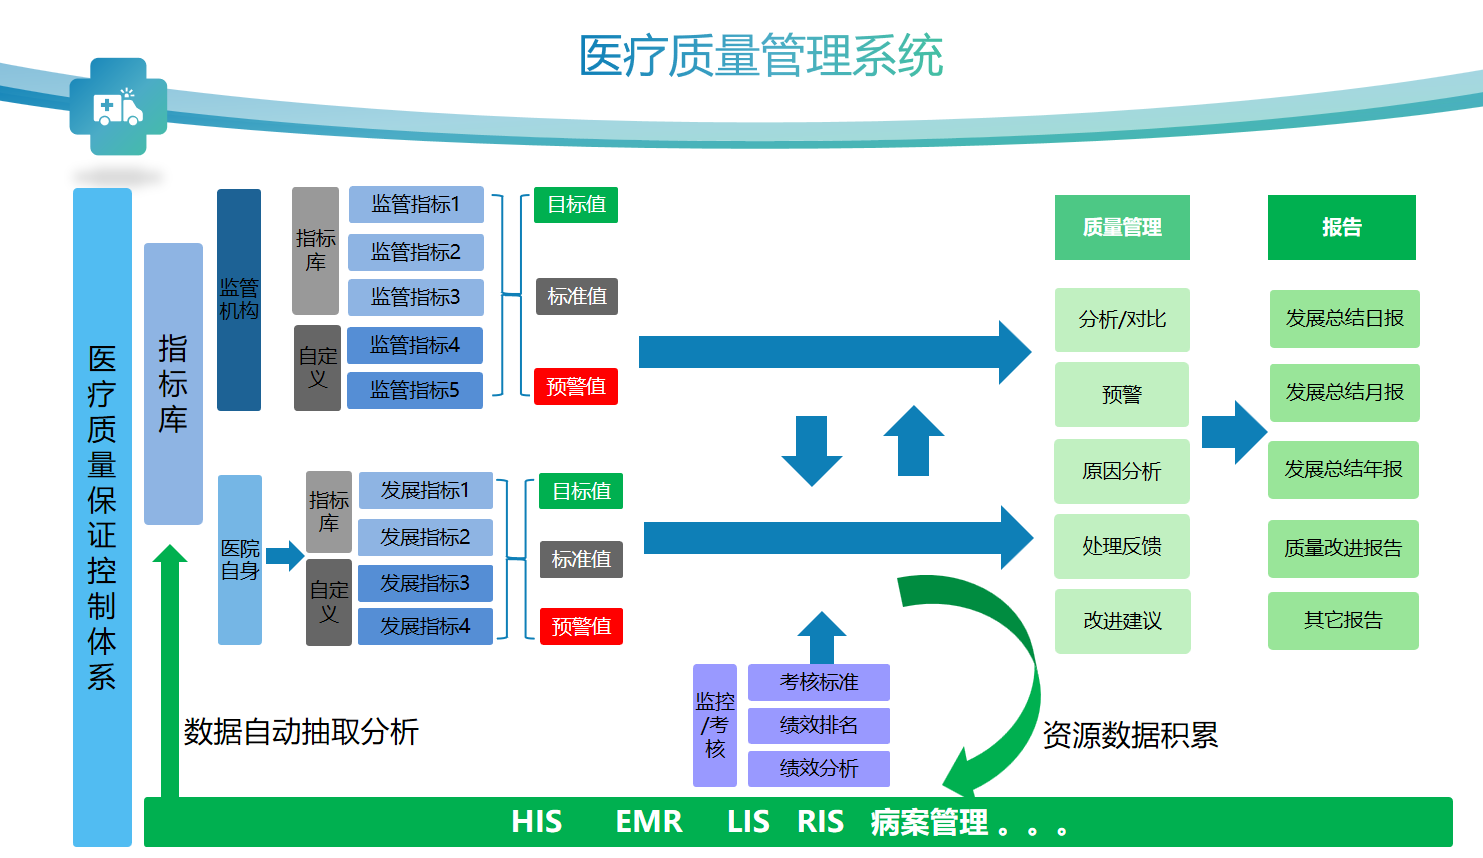 医疗质量管理系统
医疗质量保证控制体系
指标库
监管
机构
指标
库
监管指标1
监管指标2
监管指标3
自定
义
监管指标4
监管指标5
目标值
标准值
预警值
医院
自身
指标
库
发展指标1
发展指标2
自定
义
发展指标3
发展指标4
目标值
标准值
预警值
质量管理
分析/对比
预警
原因分析
处理反馈
改进建议
报告
发展总结日报
发展总结月报
发展总结年报
质量改进报告
其它报告
监控
/考
核
考核标准
绩效排名
绩效分析
数据自动抽取分析
资源数据积累
HIS EMR LIS RIS 病案管理 。。。